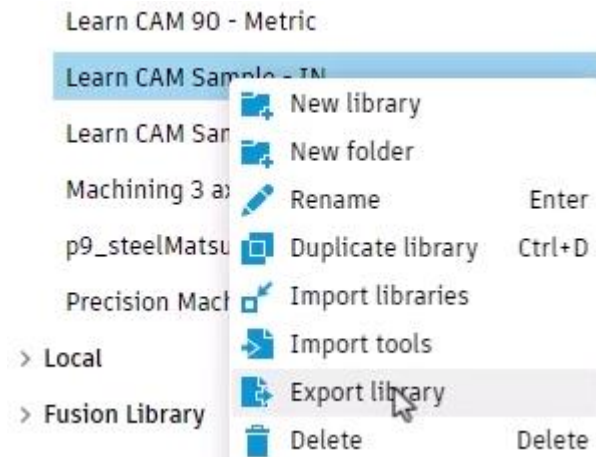 Learn CAM 90 - Metric
Learn CAM Sample - IN
Learn CAM Sam
Machining 3 ax
p9_steelMatsu
Precision Mach
> Local
> Fusion Library
New library
New folder
Rename Enter
Duplicate library Ctrl+D
Import libraries
Import tools
Export library
Delete Delete